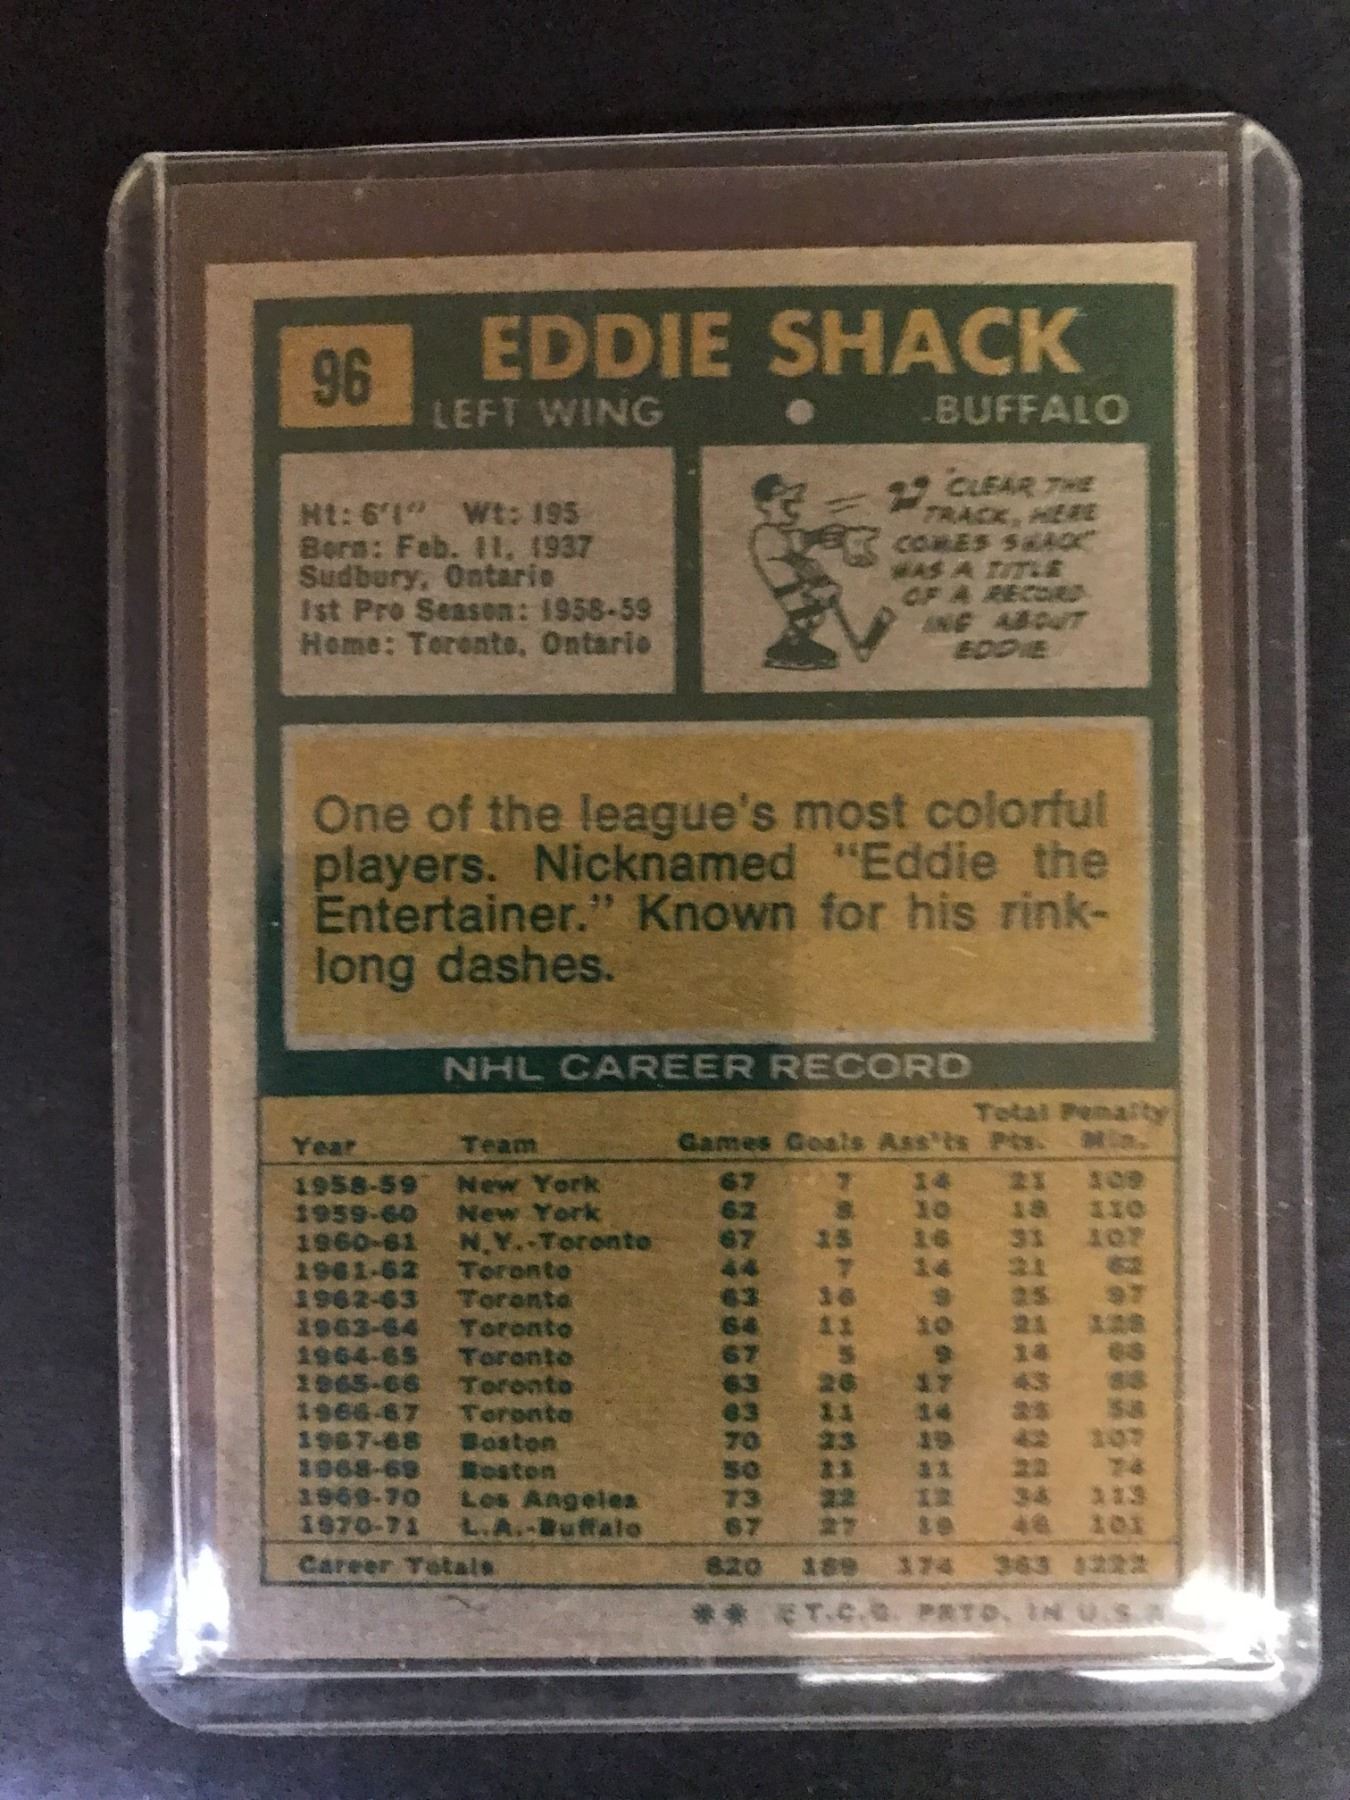 96
EDDIE SHACK
LEFT WING • BUFFALO
Ht: 6'1" Wt: 195
Born: Feb. 11, 1937
Sudbury, Ontario
1st Pro Season: 1958-59
Home: Toronto, Ontario
"CLEAR THE
TRACK, HERE
COMES SHACK"
WAS A TITLE
OF A RECORD-
ING ABOUT
EDDIE
One of the league's most colorful
players. Nicknamed "Eddie the
Entertainer." Known for his rink-
long dashes.
NHL CAREER RECORD
Year Team Games Goals Ass'ts Total Pts. Penalty Min.
1958-59 New York 67 7 14 21 109
1959-60 New York 62 8 10 18 110
1960-61 N.Y.-Toronto 67 15 16 31 107
1961-62 Toronto 44 7 14 21 62
1962-63 Toronto 63 16 9 25 97
1963-64 Toronto 64 11 10 21 128
1964-65 Toronto 67 5 9 14 68
1965-66 Toronto 63 26 17 43 88
1966-67 Toronto 63 11 14 25 58
1967-68 Boston 70 23 19 42 107
1968-69 Boston 50 11 11 22 74
1969-70 Los Angeles 73 22 12 34 113
1970-71 L.A.-Buffalo 67 27 19 46 101
Career Totals 820 189 174 363 1222
** © T.C.G. PRTD. IN U.S.A.